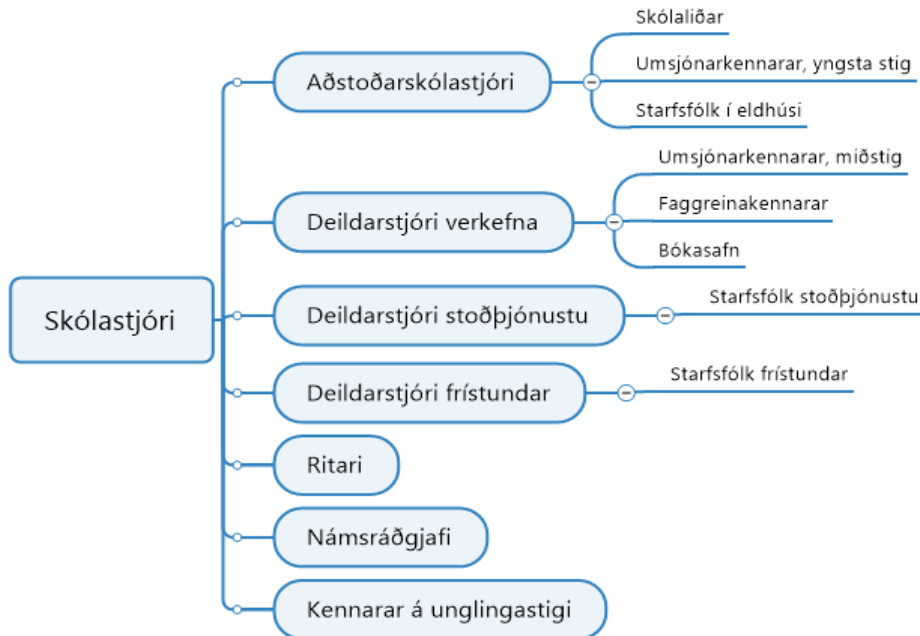 Skólastjóri
Aðstoðarskólastjóri
Skólaliðar
Umsjónarkennarar, yngsta stig
Starfsfólk í eldhúsi
Deildarstjóri verkefna
Umsjónarkennarar, miðstig
Faggreinakennarar
Bókasafn
Deildarstjóri stoðþjónustu
Starfsfólk stoðþjónustu
Deildarstjóri frístundar
Starfsfólk frístundar
Ritari
Námsráðgjafi
Kennarar á unglingastigi